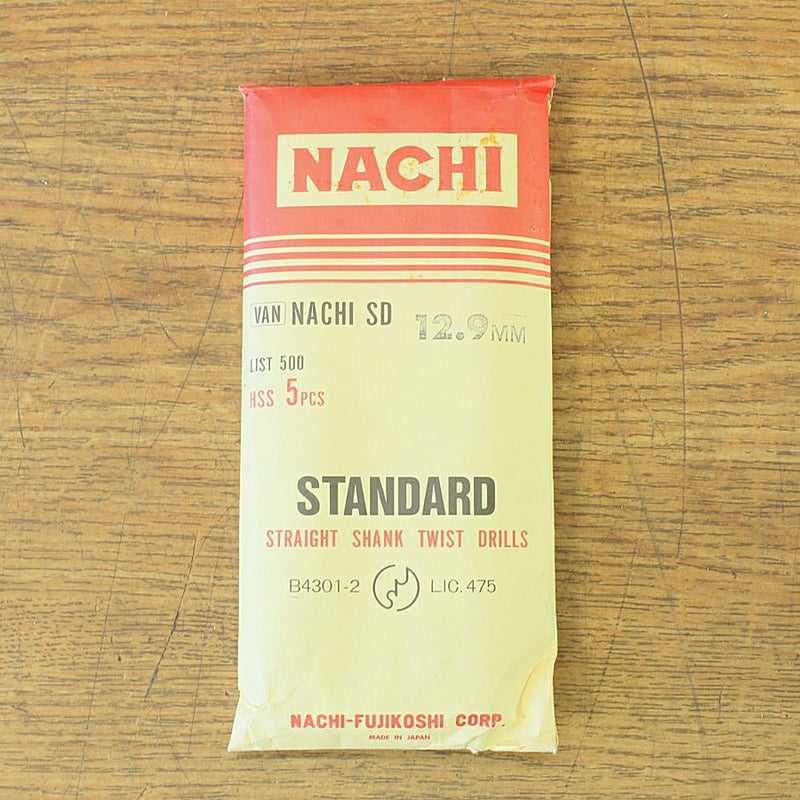 NACHI
VAN NACHI SD 12.9MM
LIST 500
HSS 5PCS
STANDARD
STRAIGHT SHANK TWIST DRILLS
B4301-2 LIC. 475
NACHI-FUJIKOSHI CORP.
MADE IN JAPAN